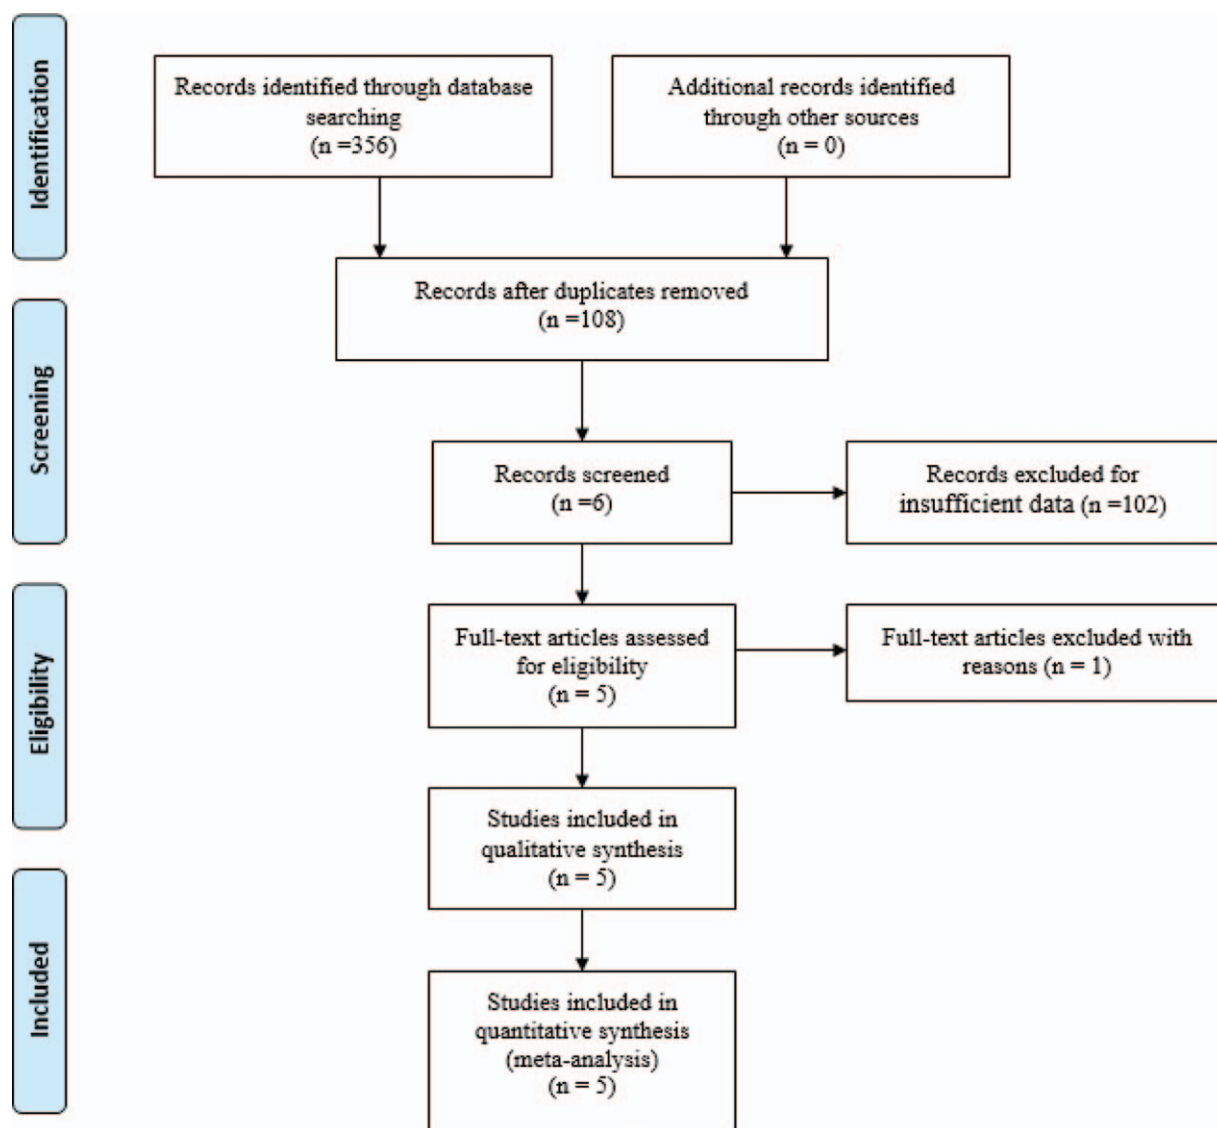 Identification
Records identified through database
searching
(n =356)
Additional records identified
through other sources
(n = 0)
Records after duplicates removed
(n =108)
Screening
Records screened
(n =6)
Records excluded for
insufficient data (n =102)
Eligibility
Full-text articles assessed
for eligibility
(n = 5)
Full-text articles excluded with
reasons (n = 1)
Studies included in
qualitative synthesis
(n = 5)
Included
Studies included in
quantitative synthesis
(meta-analysis)
(n = 5)